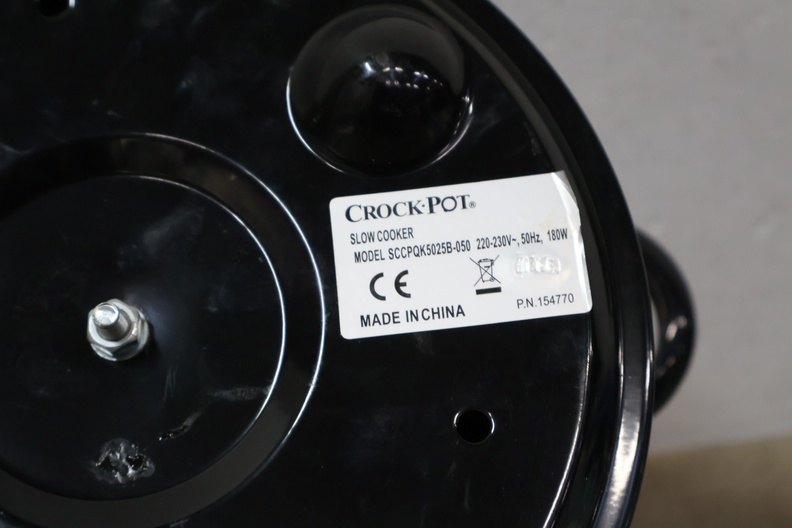 CROCK·POT®
SLOW COOKER
MODEL SCCPQK5025B-050 220-230V~, 50Hz, 180W
CE
P.N.154770
MADE IN CHINA